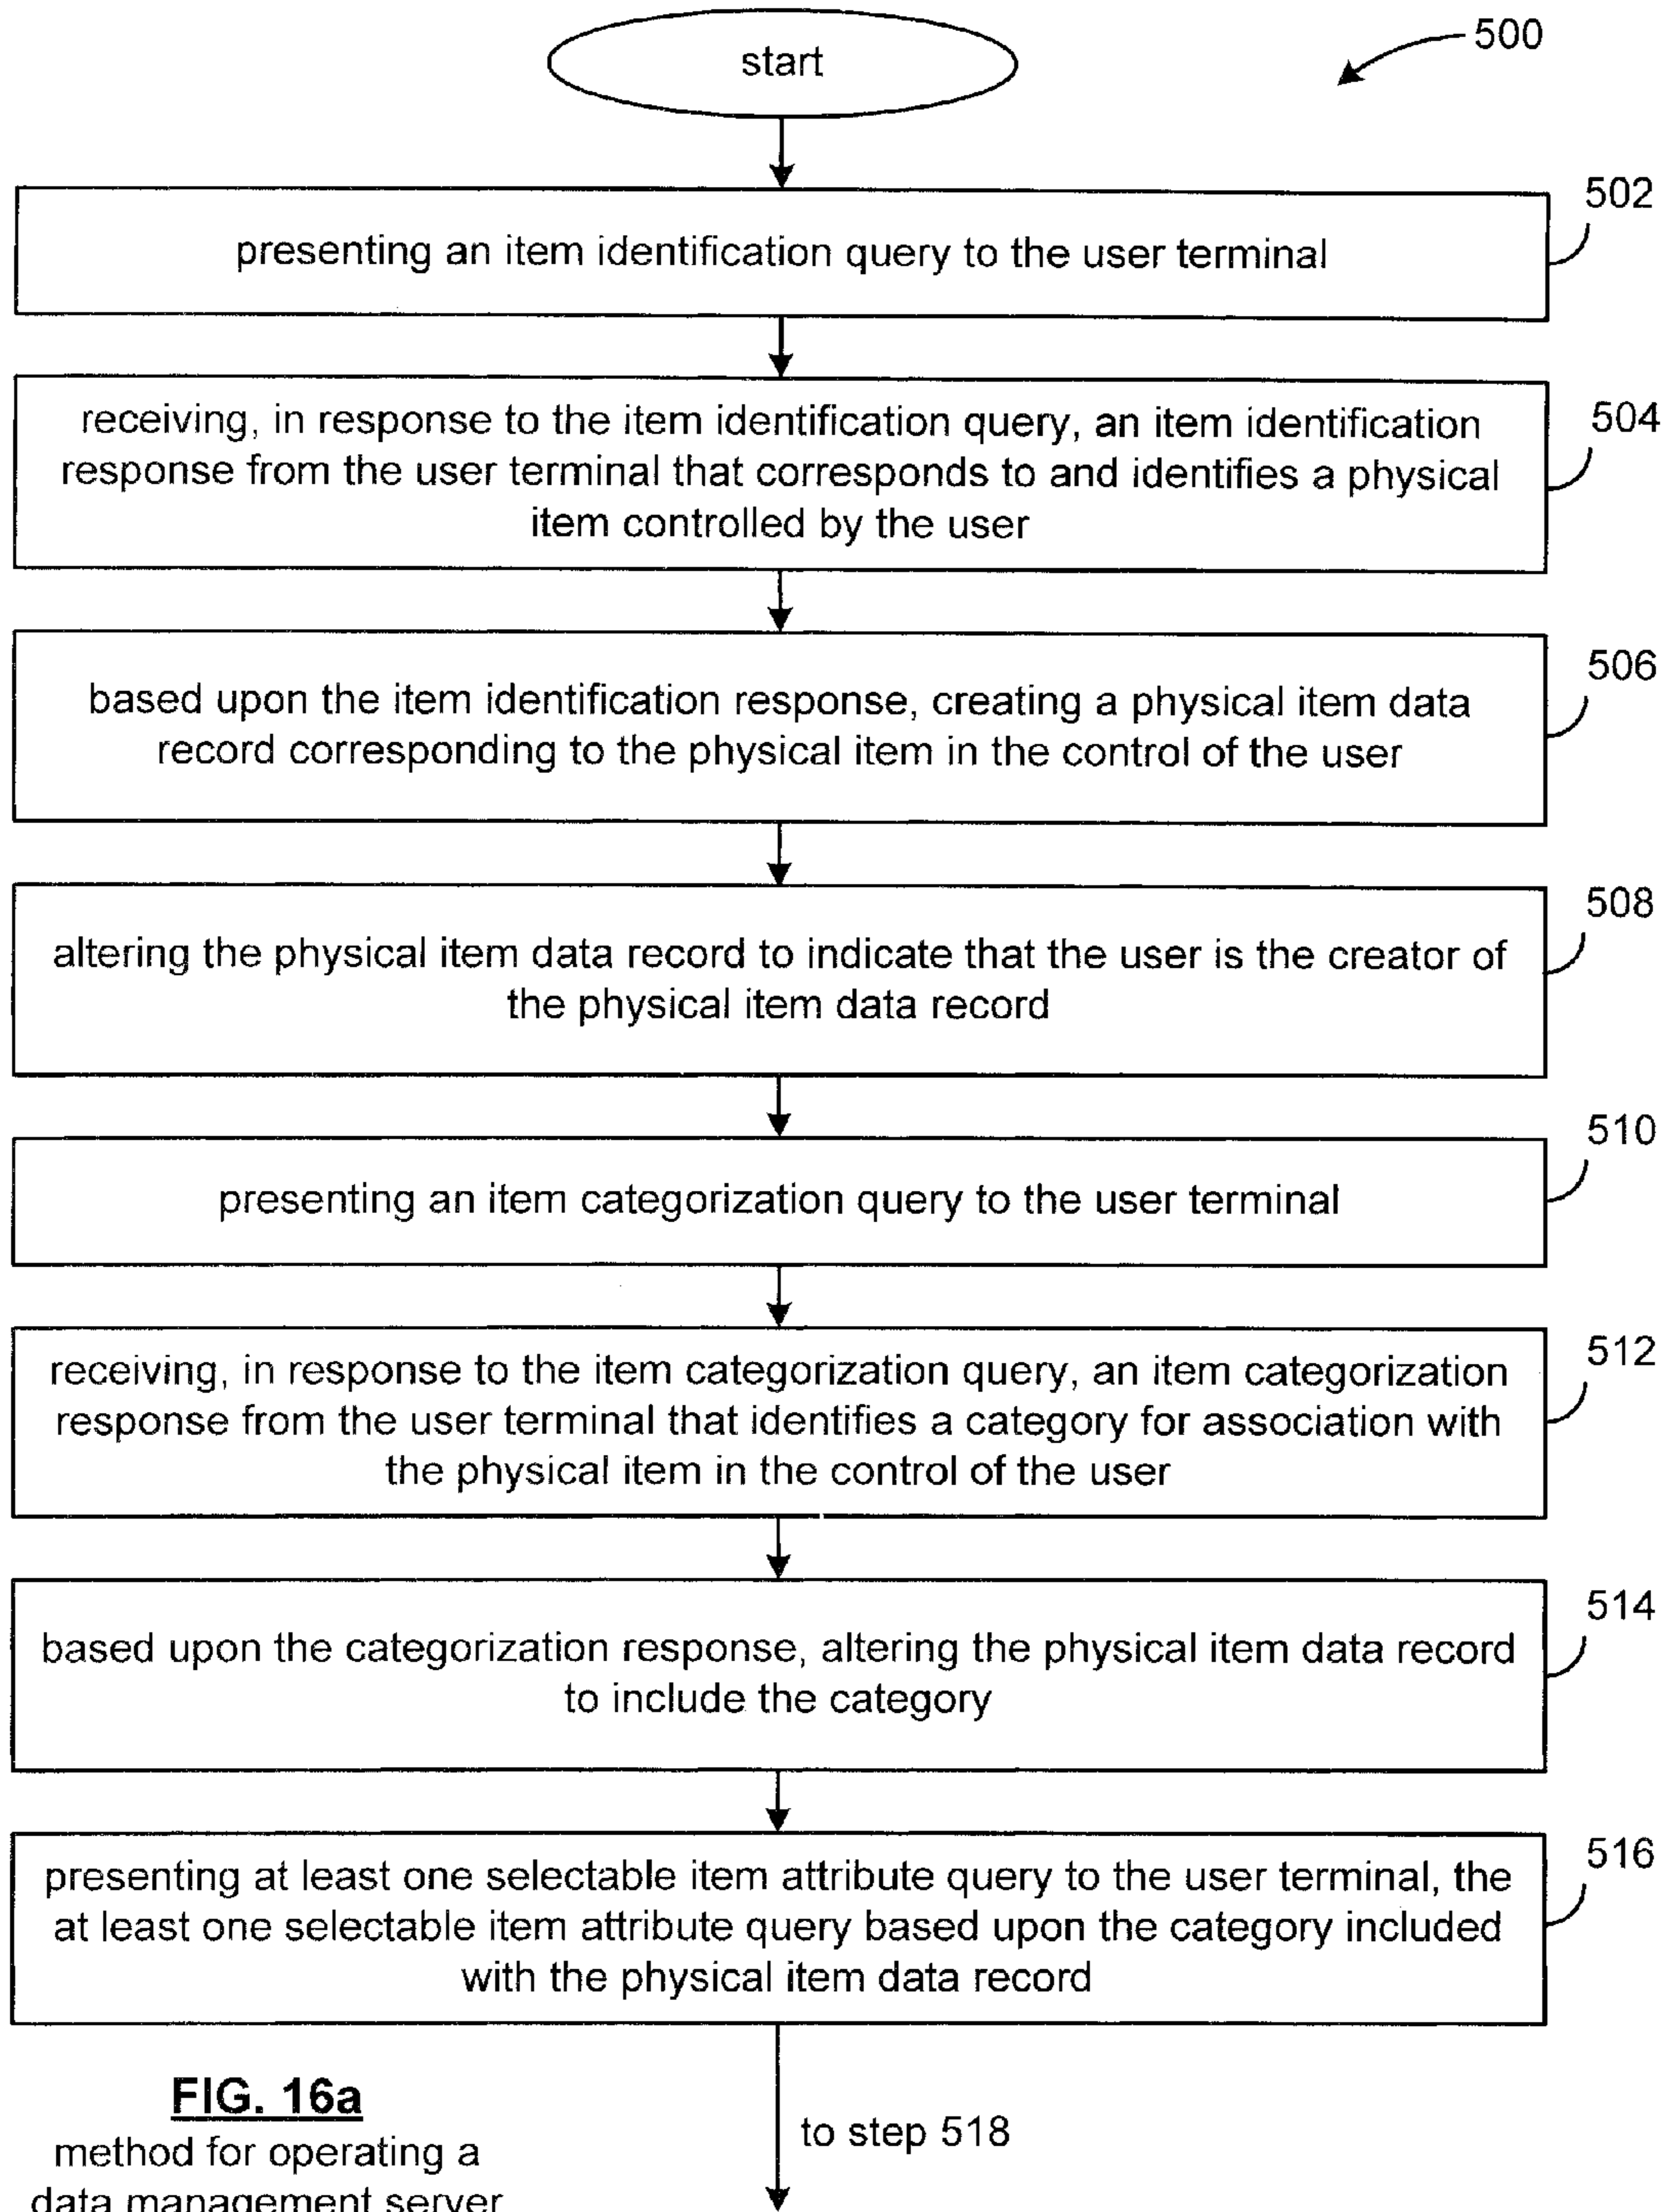 start
500
502
presenting an item identification query to the user terminal
504
receiving, in response to the item identification query, an item identification
response from the user terminal that corresponds to and identifies a physical
item controlled by the user
506
based upon the item identification response, creating a physical item data
record corresponding to the physical item in the control of the user
508
altering the physical item data record to indicate that the user is the creator of
the physical item data record
510
presenting an item categorization query to the user terminal
512
receiving, in response to the item categorization query, an item categorization
response from the user terminal that identifies a category for association with
the physical item in the control of the user
514
based upon the categorization response, altering the physical item data record
to include the category
516
presenting at least one selectable item attribute query to the user terminal, the
at least one selectable item attribute query based upon the category included
with the physical item data record
FIG. 16a
method for operating a
data management server
to step 518